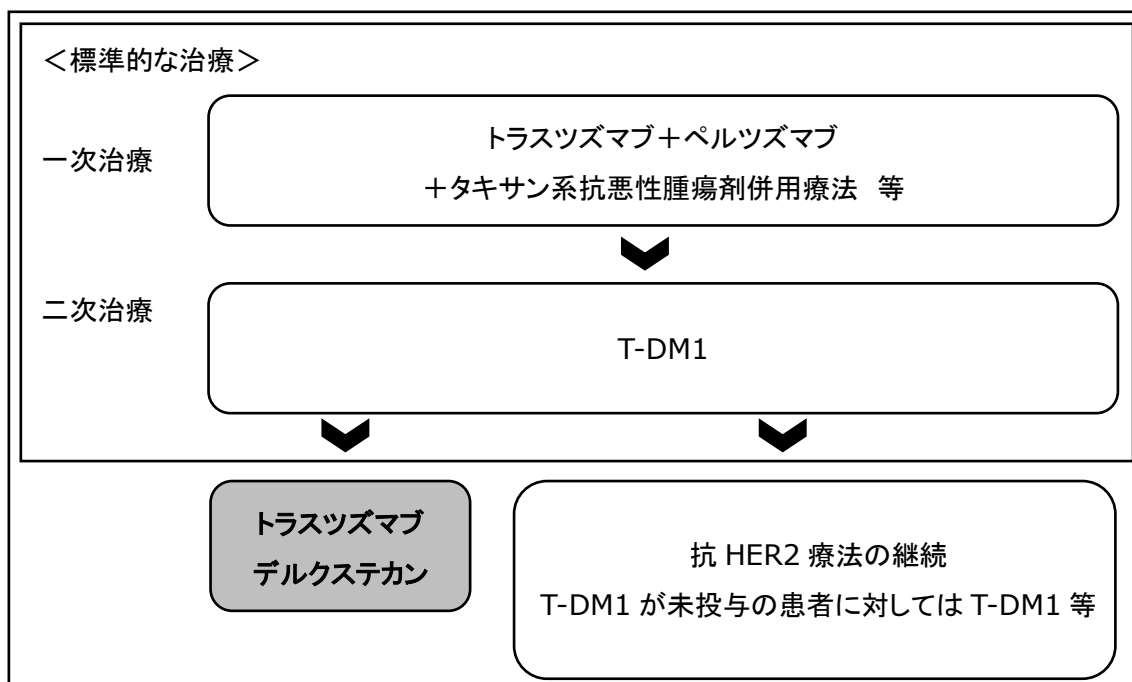 ＜標準的な治療＞
一次治療
トラスツズマブ＋ペルツズマブ
＋タキサン系抗悪性腫瘍剤併用療法　等
二次治療
T-DM1
トラスツズマブ
デルクステカン
抗 HER2 療法の継続
T-DM1 が未投与の患者に対しては T-DM1 等